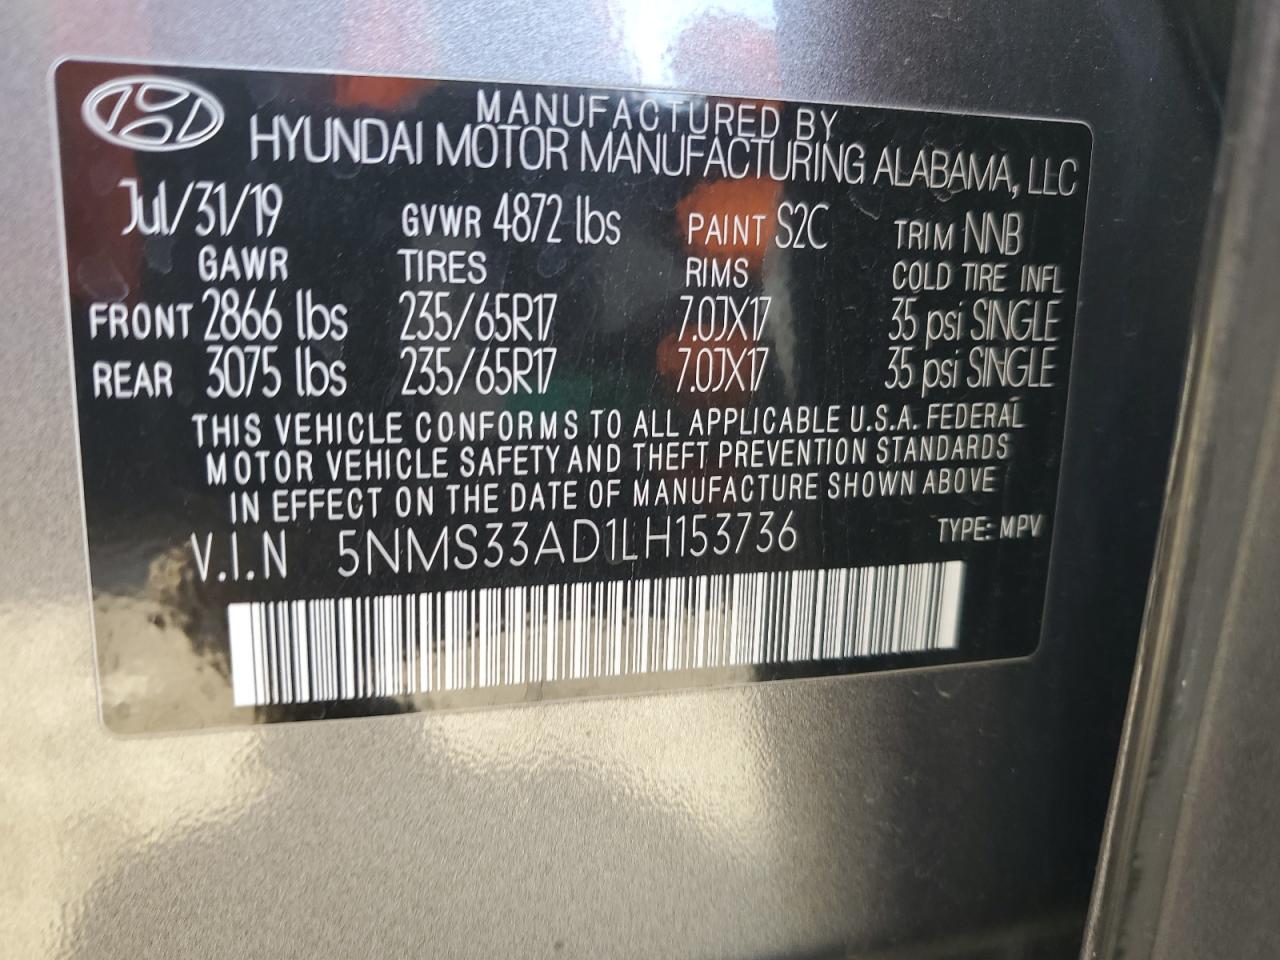 MANUFACTURED BY
HYUNDAI MOTOR MANUFACTURING ALABAMA, LLC
Jul/31/19 GVWR 4872 lbs PAINT S2C TRIM NNB
GAWR TIRES RIMS COLD TIRE INFL
FRONT 2866 lbs 235/65R17 7.0JX17 35 psi SINGLE
REAR 3075 lbs 235/65R17 7.0JX17 35 psi SINGLE
THIS VEHICLE CONFORMS TO ALL APPLICABLE U.S.A. FEDERAL
MOTOR VEHICLE SAFETY AND THEFT PREVENTION STANDARDS
IN EFFECT ON THE DATE OF MANUFACTURE SHOWN ABOVE
V.I.N 5NMS33AD1LH153736 TYPE: MPV